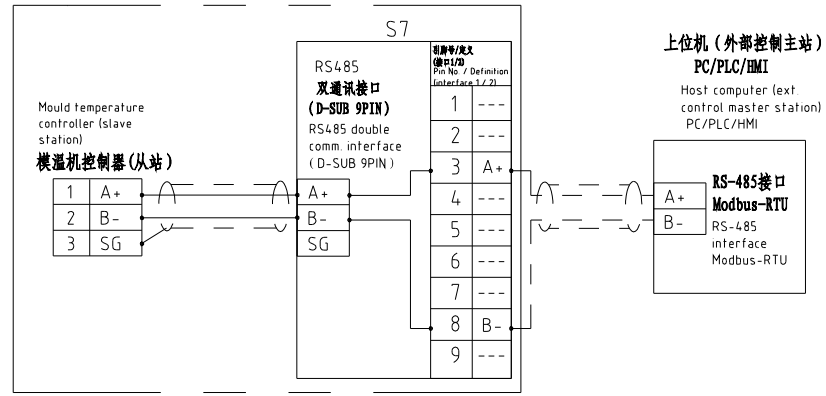 S7
Mould temperature
controller (slave
station)
模温机控制器(从站)
1 A+
2 B-
3 SG
RS485
双通讯接口
(D-SUB 9PIN)
RS485 double
comm. interface
(D-SUB 9PIN)
A+
B-
SG
引脚号/定义
(接口1/2)
Pin No. / Definition
(interface 1 / 2)
1 ---
2 ---
3 A+
4 ---
5 ---
6 ---
7 ---
8 B-
9 ---
上位机(外部控制主站)
PC/PLC/HMI
Host computer (ext.
control master station)
PC/PLC/HMI
A+
B-
RS-485接口
Modbus-RTU
RS-485
interface
Modbus-RTU